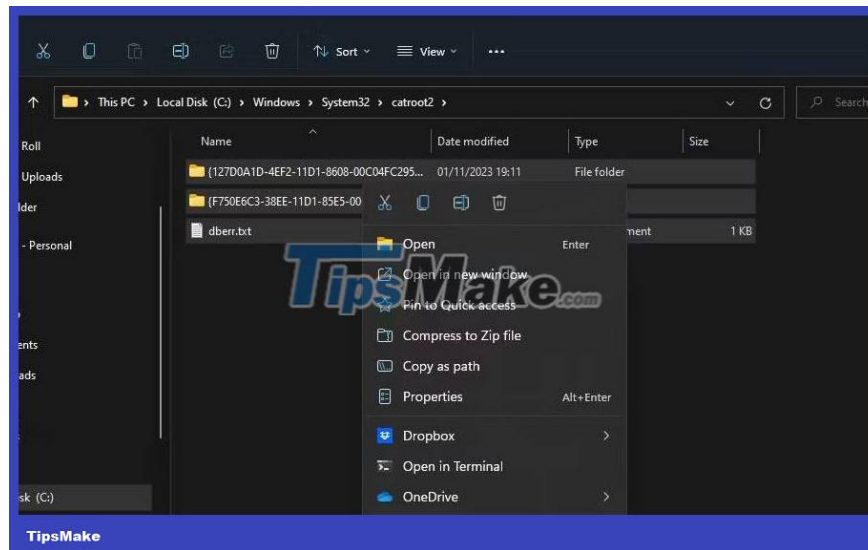 Sort
View
This PC > Local Disk (C:) > Windows > System32 > catroot2 >
Search
Roll
Name
Date modified
Type
Size
Uploads
{127D0A1D-4EF2-11D1-8608-00C04FC295...
01/11/2023 19:11
File folder
lder
{F750E6C3-38EE-11D1-85E5-00
dberr.txt
ment
1 KB
- Personal
Open
Enter
TipsMake.com
Open in new window
Pin to Quick access
Compress to Zip file
ents
Copy as path
ads
Properties
Alt+Enter
Dropbox
Open in Terminal
sk (C:)
OneDrive
TipsMake